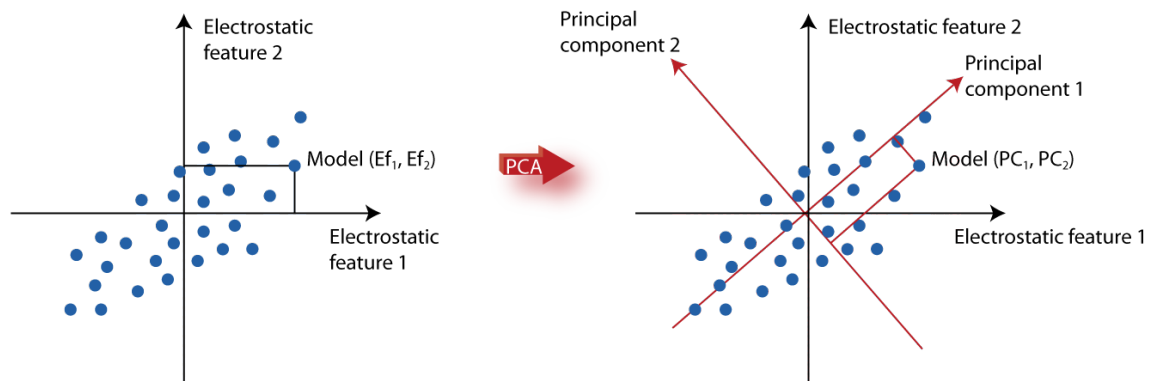 Electrostatic
feature 2
Model (Ef₁, Ef₂)
Electrostatic
feature 1
PCA
Principal
component 2
Electrostatic feature 2
Principal
component 1
Model (PC₁, PC₂)
Electrostatic feature 1